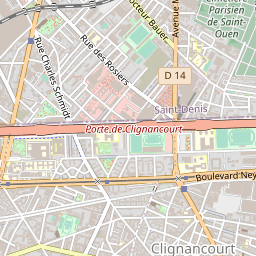 octeur Bauer
Avenue M
Parisien
de Saint-
Ouen
Rue des Rosiers
Rue Charles Schmidt
D 14
Saint-Denis
Porte de Clignancourt
Boulevard Ney
Clignancourt